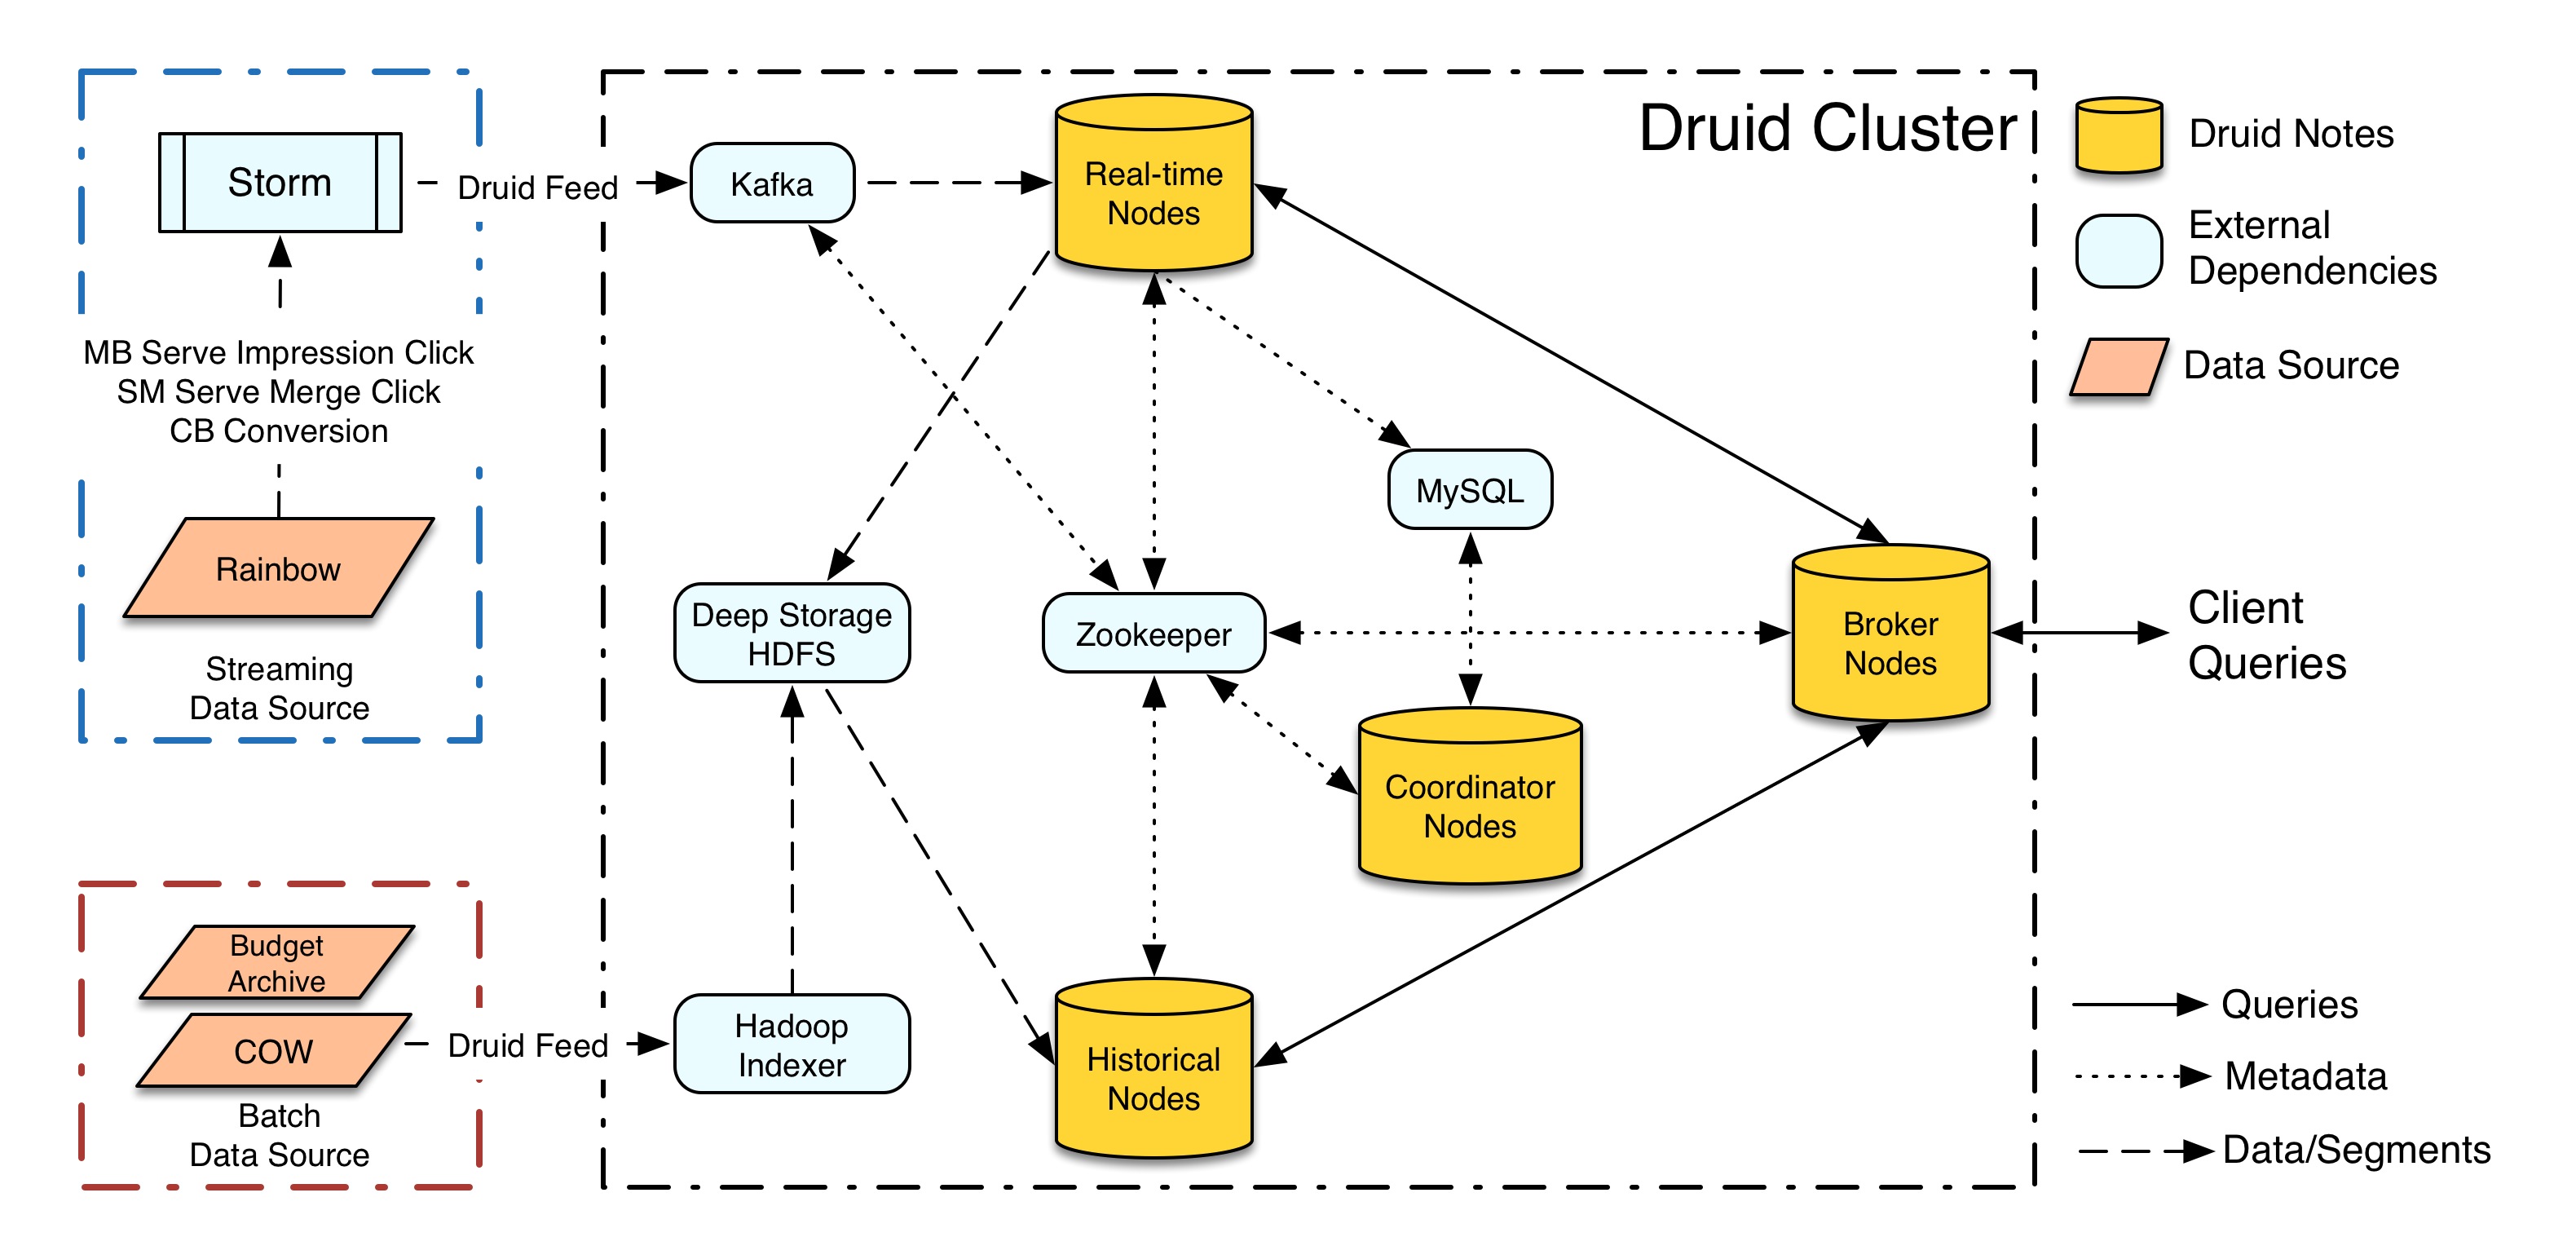 Storm
Druid Feed
MB Serve Impression Click
SM Serve Merge Click
CB Conversion
Rainbow
Streaming
Data Source
Budget
Archive
COW
Druid Feed
Batch
Data Source
Druid Cluster
Kafka
Real-time
Nodes
MySQL
Deep Storage
HDFS
Zookeeper
Broker
Nodes
Coordinator
Nodes
Hadoop
Indexer
Historical
Nodes
Druid Notes
External
Dependencies
Data Source
Client
Queries
Queries
Metadata
Data/Segments